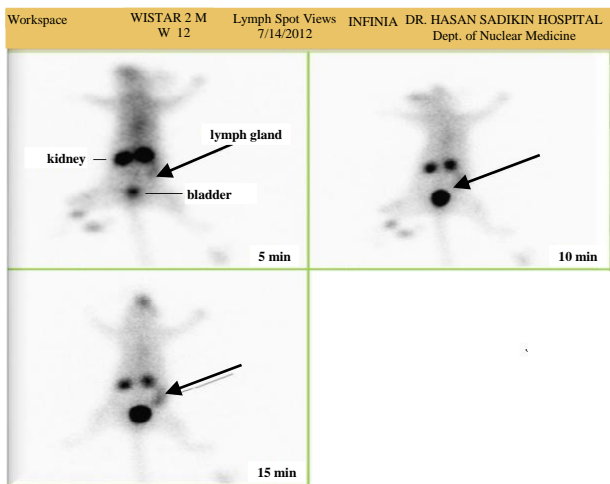 Workspace
WISTAR 2 M
W 12
Lymph Spot Views
7/14/2012
INFINIA
DR. HASAN SADIKIN HOSPITAL
Dept. of Nuclear Medicine
lymph gland
kidney
bladder
5 min
10 min
15 min